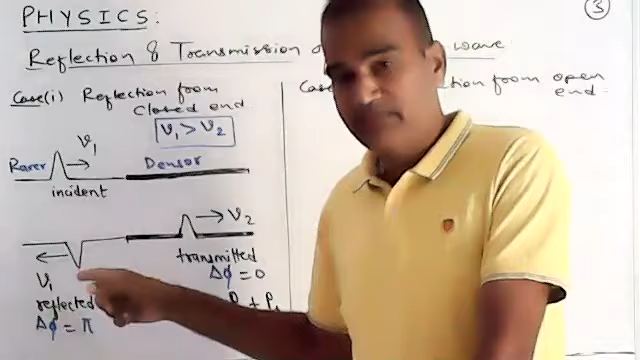 PHYSICS:
③
Reflection & Transmission wave
Case(i) Reflection from closed end
from open end.
V₁ > V₂
V₁
Rarer
Denser
incident
V₂
transmitted
Δϕ = 0
V₁
reflected
Δϕ = π